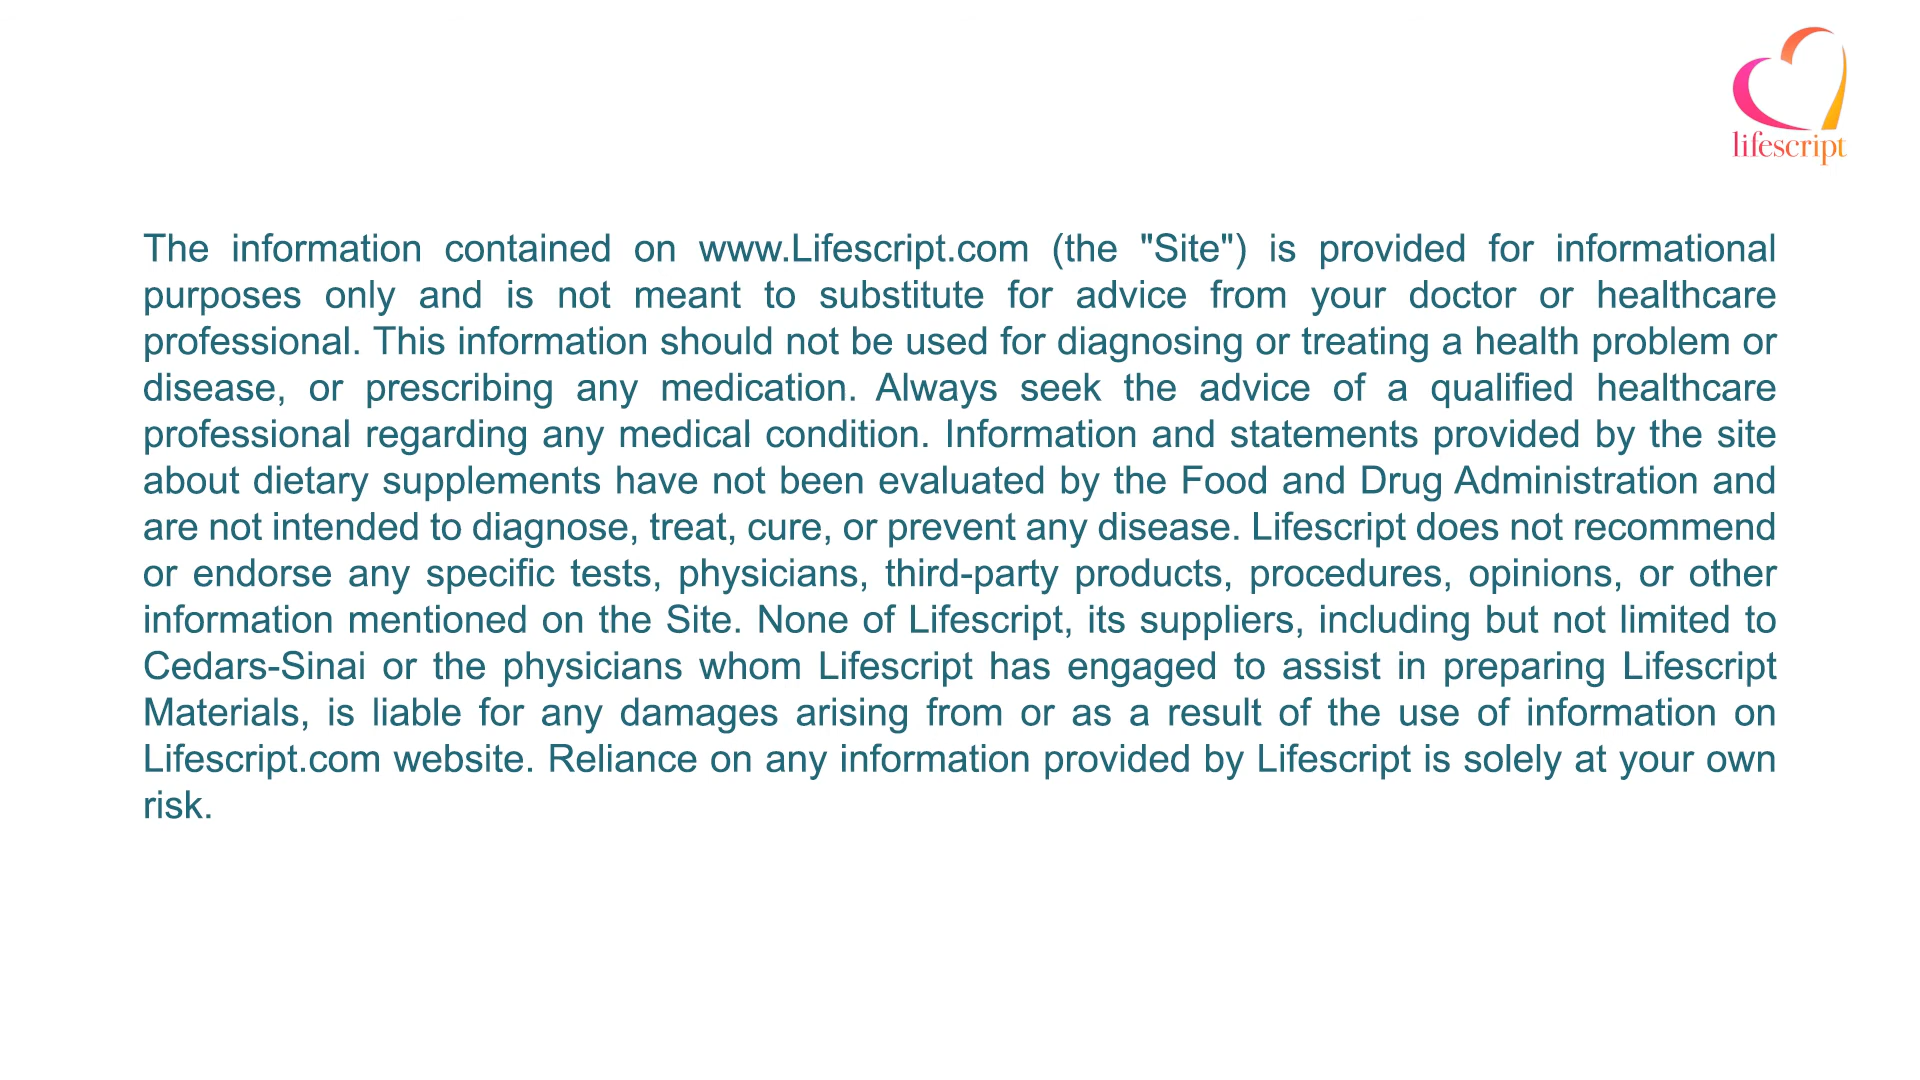 lifescript
The information contained on www.Lifescript.com (the "Site") is provided for informational
purposes only and is not meant to substitute for advice from your doctor or healthcare
professional. This information should not be used for diagnosing or treating a health problem or
disease, or prescribing any medication. Always seek the advice of a qualified healthcare
professional regarding any medical condition. Information and statements provided by the site
about dietary supplements have not been evaluated by the Food and Drug Administration and
are not intended to diagnose, treat, cure, or prevent any disease. Lifescript does not recommend
or endorse any specific tests, physicians, third-party products, procedures, opinions, or other
information mentioned on the Site. None of Lifescript, its suppliers, including but not limited to
Cedars-Sinai or the physicians whom Lifescript has engaged to assist in preparing Lifescript
Materials, is liable for any damages arising from or as a result of the use of information on
Lifescript.com website. Reliance on any information provided by Lifescript is solely at your own
risk.